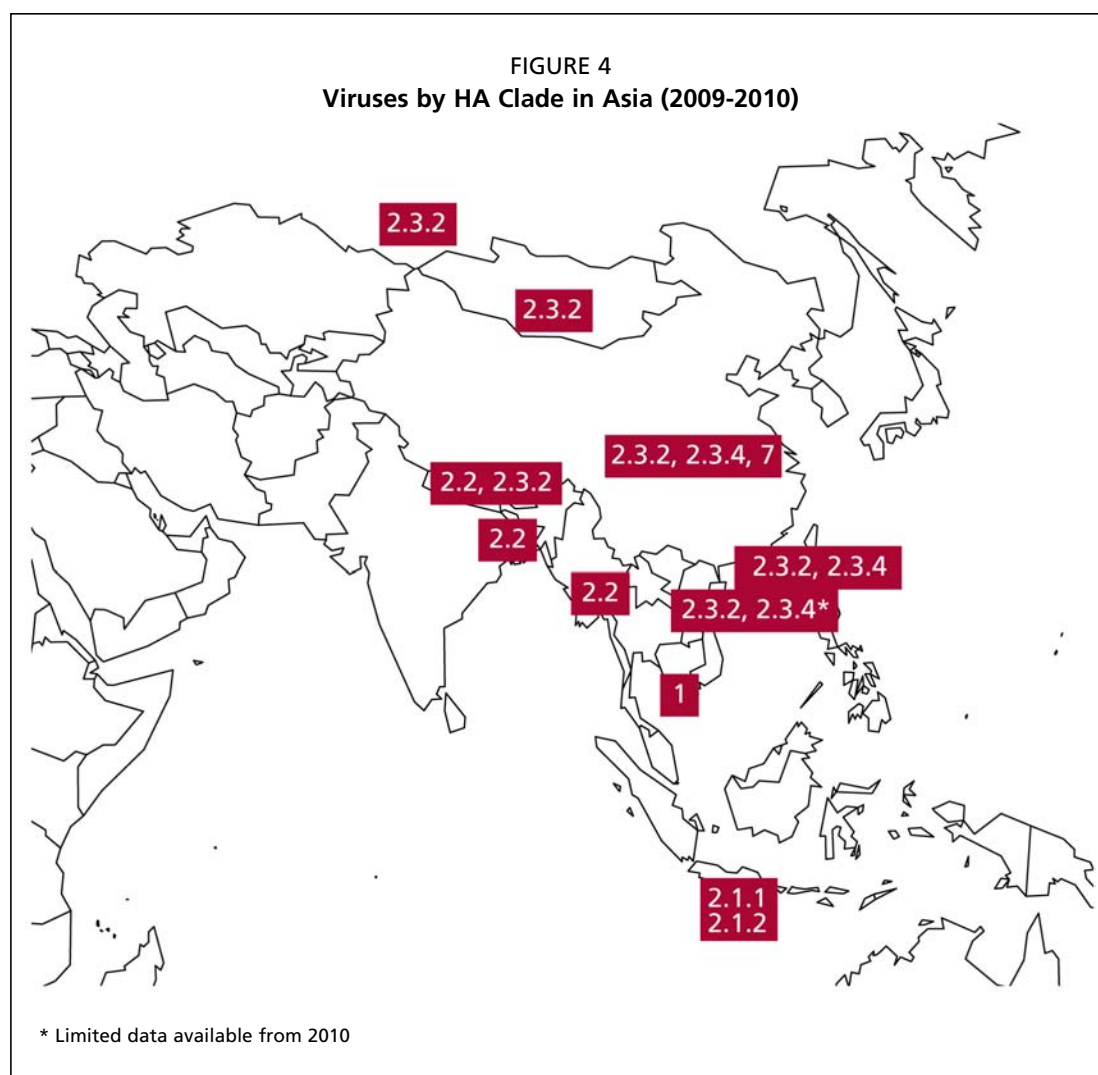 FIGURE 4
Viruses by HA Clade in Asia (2009-2010)
2.3.2
2.3.2
2.3.2, 2.3.4, 7
2.2, 2.3.2
2.2
2.3.2, 2.3.4
2.2
2.3.2, 2.3.4*
1
2.1.1
2.1.2
* Limited data available from 2010